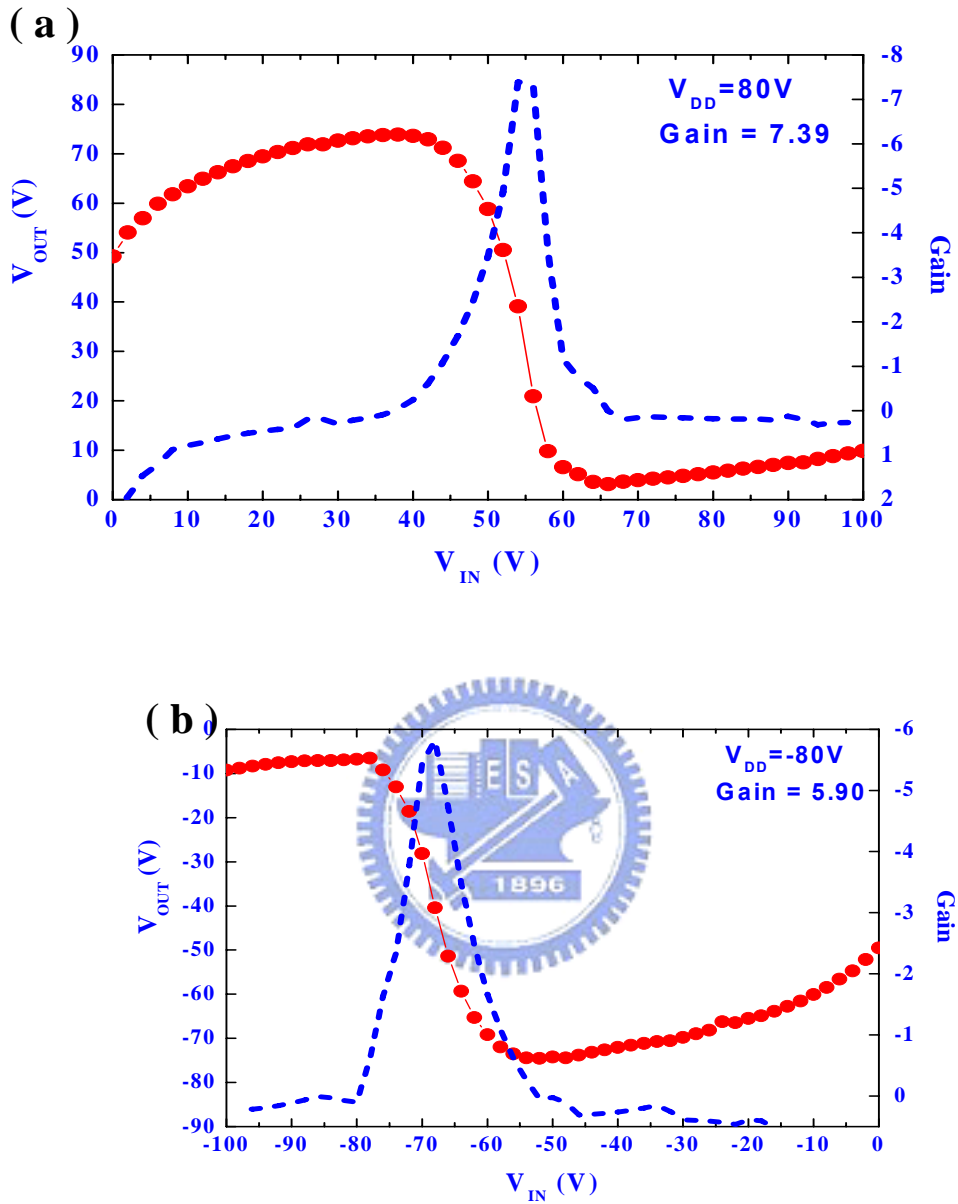 ( a )
90
80
70
60
50
40
30
20
10
0
V_OUT (V)
-8
-7
-6
-5
-4
-3
-2
-1
0
1
2
Gain
V_DD=80V
Gain = 7.39
0 10 20 30 40 50 60 70 80 90 100
V_IN (V)
( b )
0
-10
-20
-30
-40
-50
-60
-70
-80
-90
V_OUT (V)
-6
-5
-4
-3
-2
-1
0
Gain
V_DD=-80V
Gain = 5.90
E S A
1896
-100 -90 -80 -70 -60 -50 -40 -30 -20 -10 0
V_IN (V)